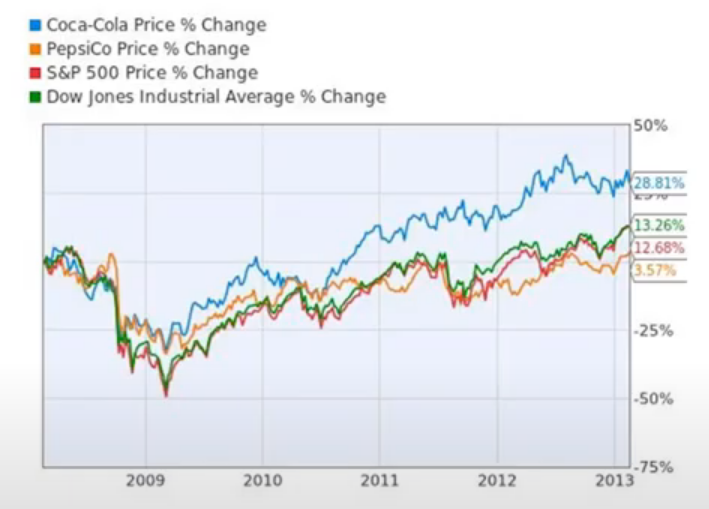 Coca-Cola Price % Change
PepsiCo Price % Change
S&P 500 Price % Change
Dow Jones Industrial Average % Change
50%
28.81%
25%
13.26%
12.68%
3.57%
-25%
-50%
-75%
2009 2010 2011 2012 2013